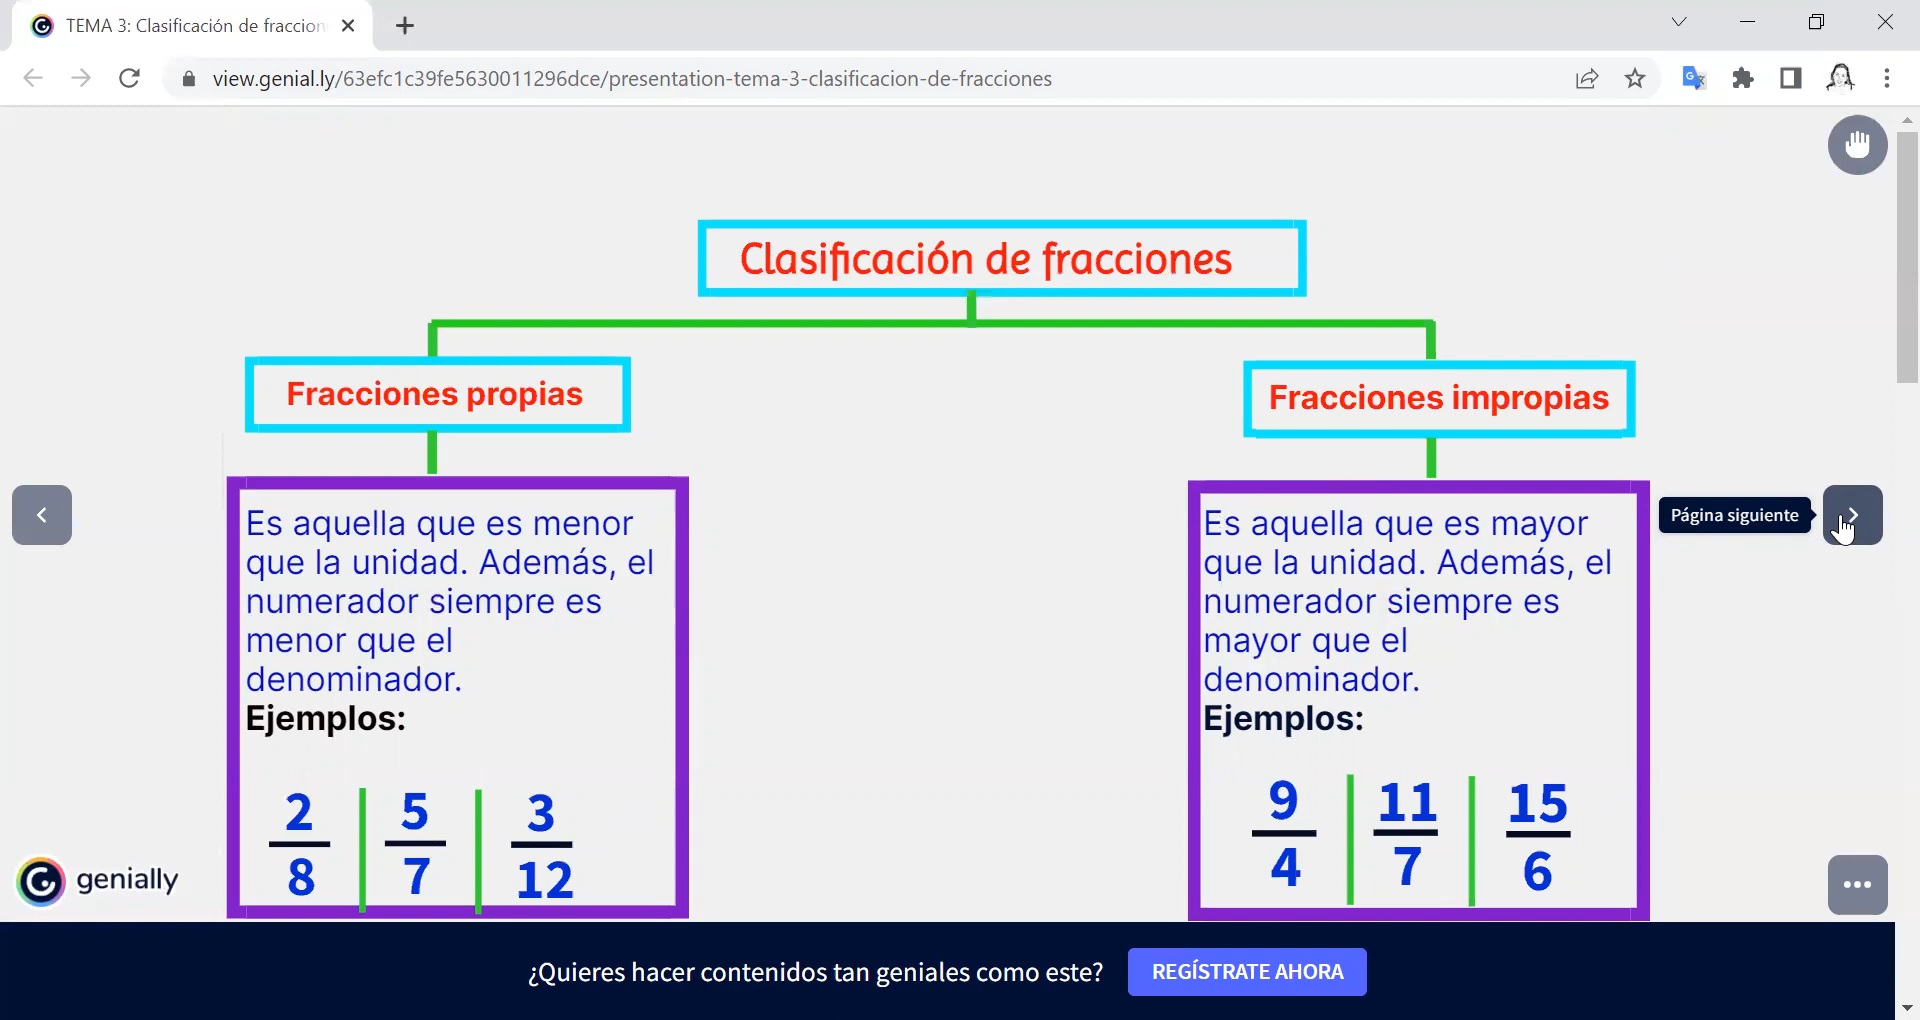 TEMA 3: Clasificación de fraccion
view.genial.ly/63efc1c39fe5630011296dce/presentation-tema-3-clasificacion-de-fracciones
Clasificación de fracciones
Fracciones propias
Fracciones impropias
Es aquella que es menor
que la unidad. Además, el
numerador siempre es
menor que el
denominador.
Ejemplos:
2/8
5/7
3/12
Es aquella que es mayor
que la unidad. Además, el
numerador siempre es
mayor que el
denominador.
Ejemplos:
9/4
11/7
15/6
Página siguiente
genially
¿Quieres hacer contenidos tan geniales como este?
REGÍSTRATE AHORA